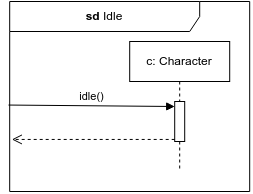 sd Idle
c: Character
idle()